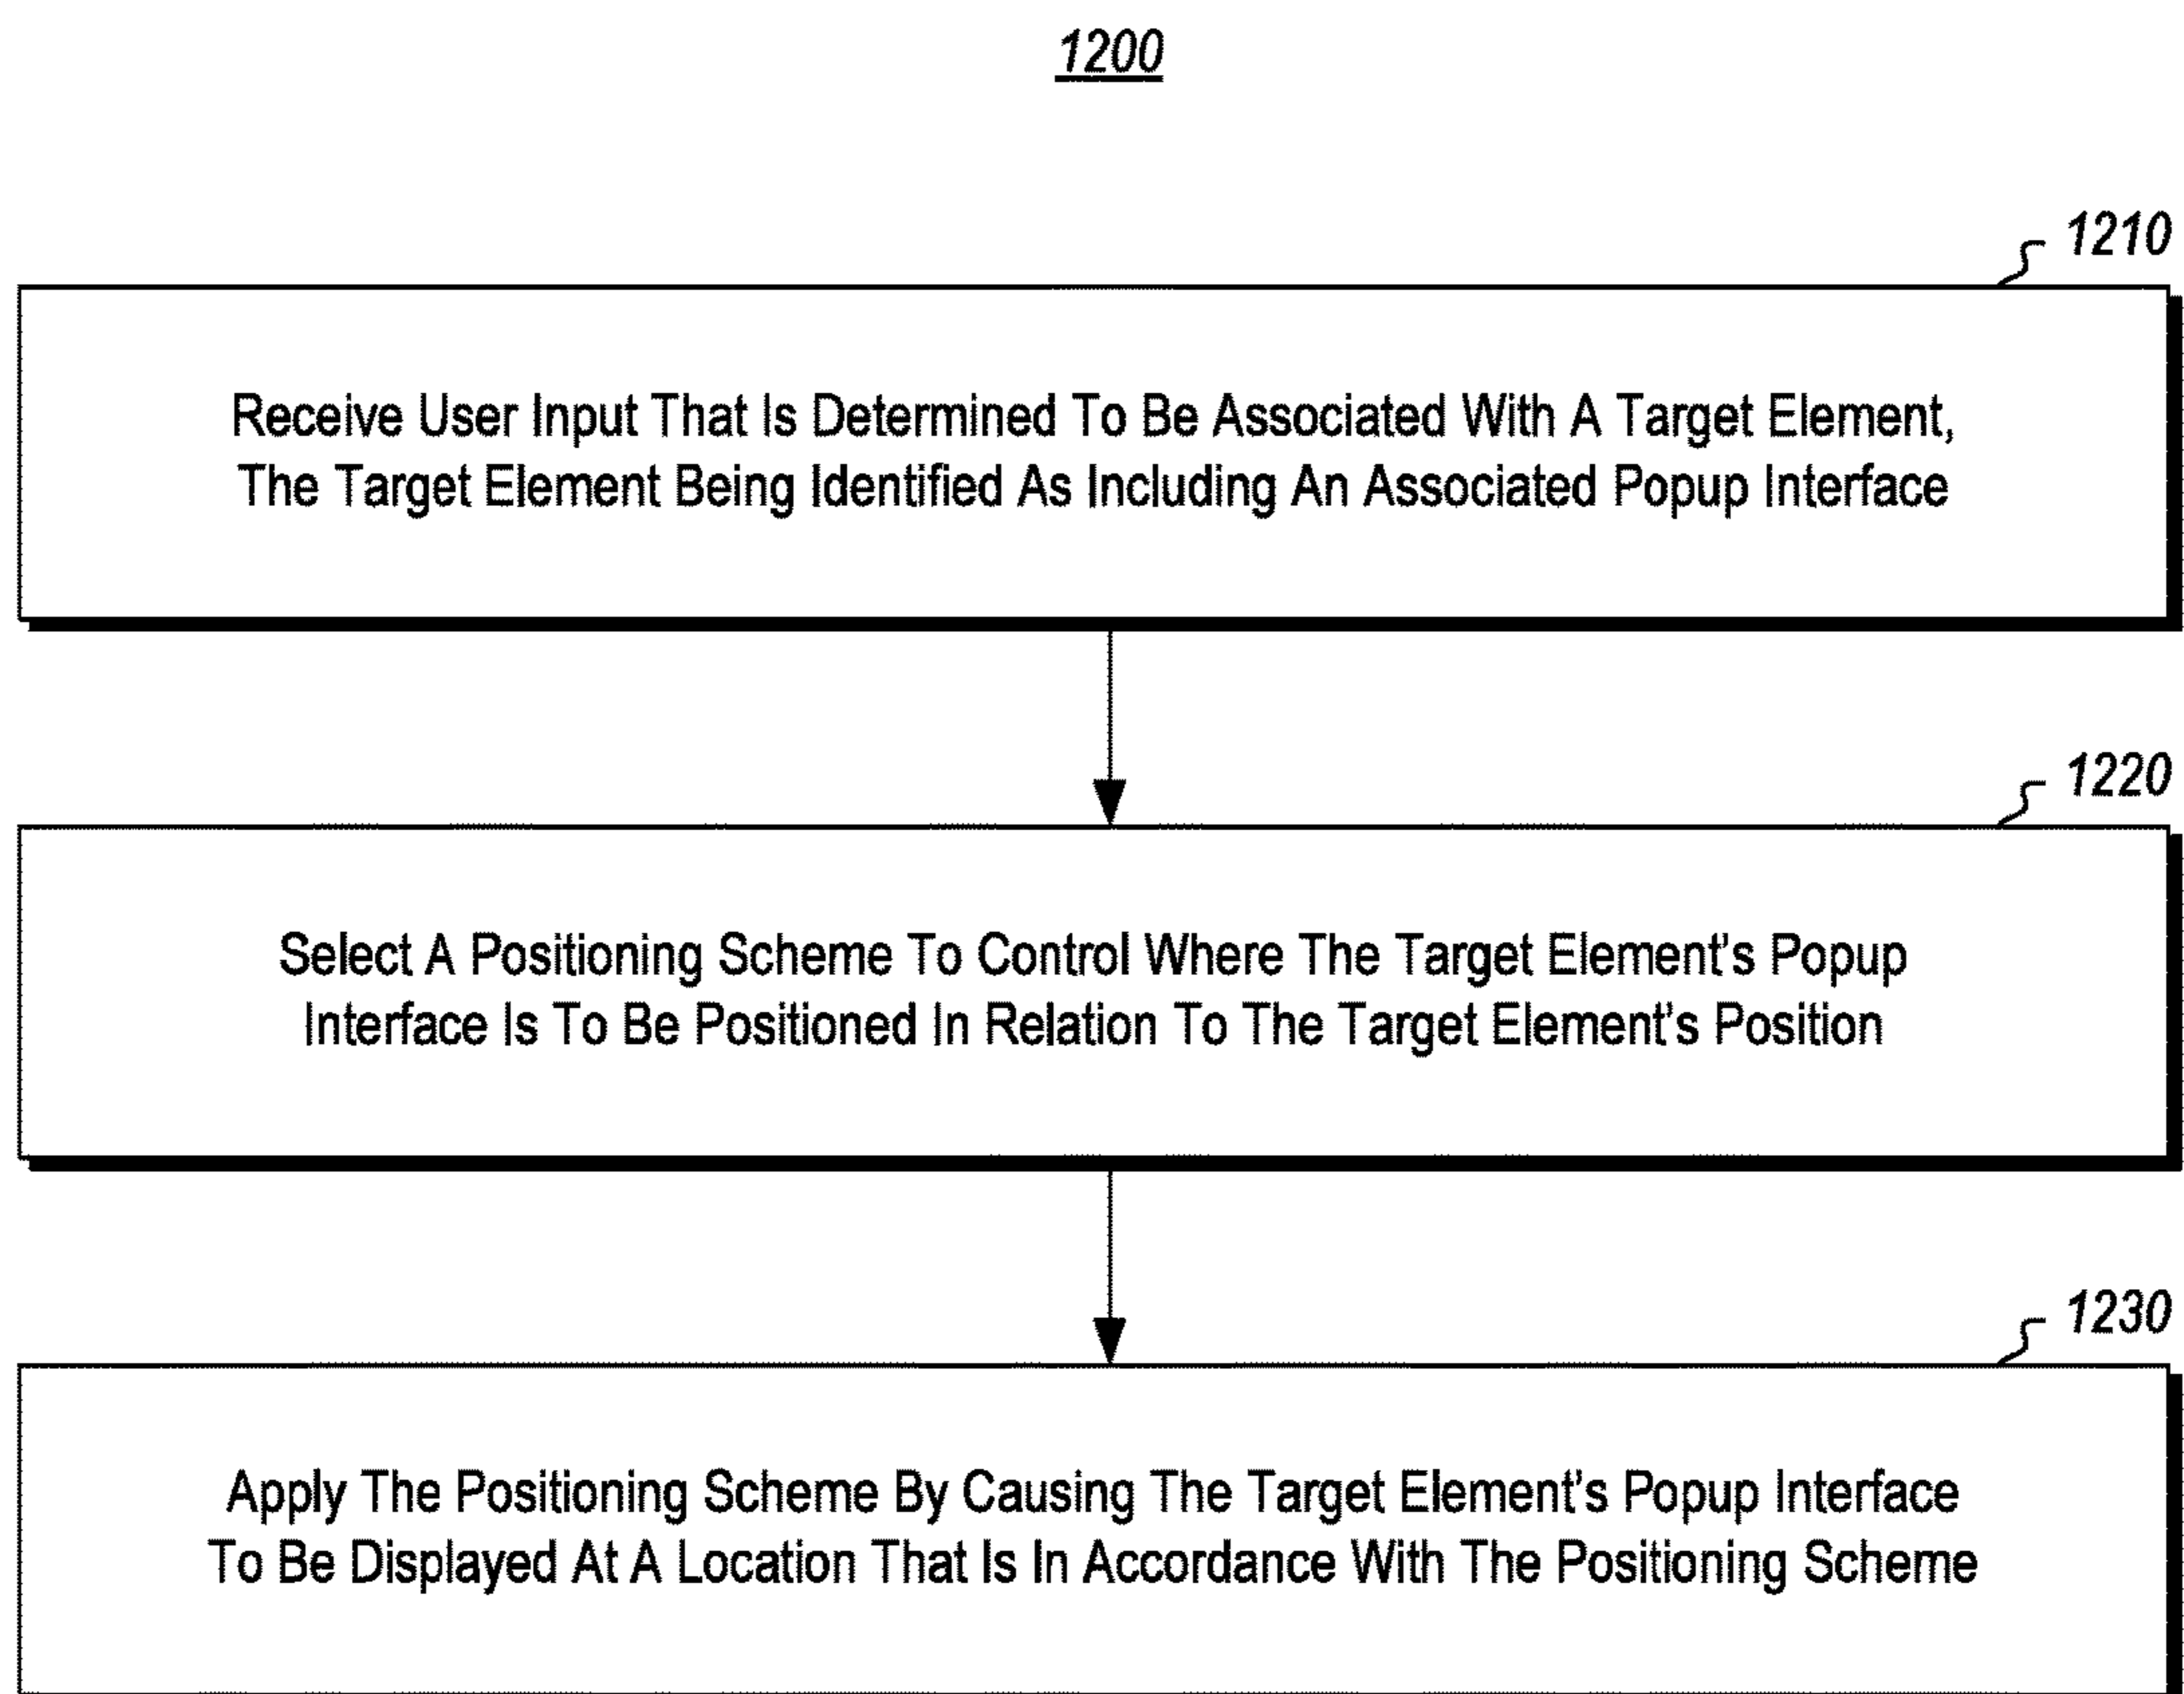 1200
1210
Receive User Input That Is Determined To Be Associated With A Target Element,
The Target Element Being Identified As Including An Associated Popup Interface
1220
Select A Positioning Scheme To Control Where The Target Element's Popup
Interface Is To Be Positioned In Relation To The Target Element's Position
1230
Apply The Positioning Scheme By Causing The Target Element's Popup Interface
To Be Displayed At A Location That Is In Accordance With The Positioning Scheme